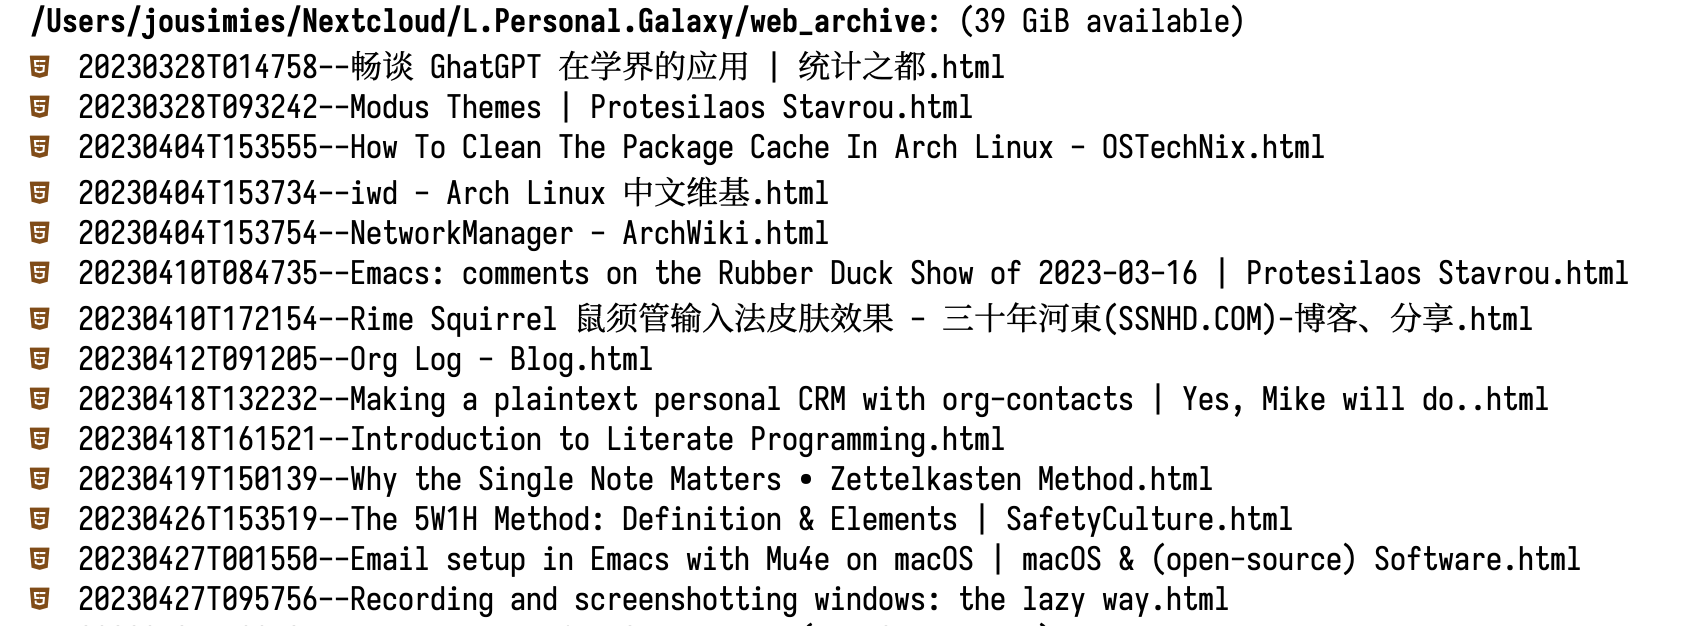 /Users/jousimies/Nextcloud/L.Personal.Galaxy/web_archive: (39 GiB available)
20230328T014758--畅谈 GhatGPT 在学界的应用 | 统计之都.html
20230328T093242--Modus Themes | Protesilaos Stavrou.html
20230404T153555--How To Clean The Package Cache In Arch Linux - OSTechNix.html
20230404T153734--iwd - Arch Linux 中文维基.html
20230404T153754--NetworkManager - ArchWiki.html
20230410T084735--Emacs: comments on the Rubber Duck Show of 2023-03-16 | Protesilaos Stavrou.html
20230410T172154--Rime Squirrel 鼠须管输入法皮肤效果 - 三十年河東(SSNHD.COM)-博客、分享.html
20230412T091205--Org Log - Blog.html
20230418T132232--Making a plaintext personal CRM with org-contacts | Yes, Mike will do..html
20230418T161521--Introduction to Literate Programming.html
20230419T150139--Why the Single Note Matters • Zettelkasten Method.html
20230426T153519--The 5W1H Method: Definition & Elements | SafetyCulture.html
20230427T001550--Email setup in Emacs with Mu4e on macOS | macOS & (open-source) Software.html
20230427T095756--Recording and screenshotting windows: the lazy way.html